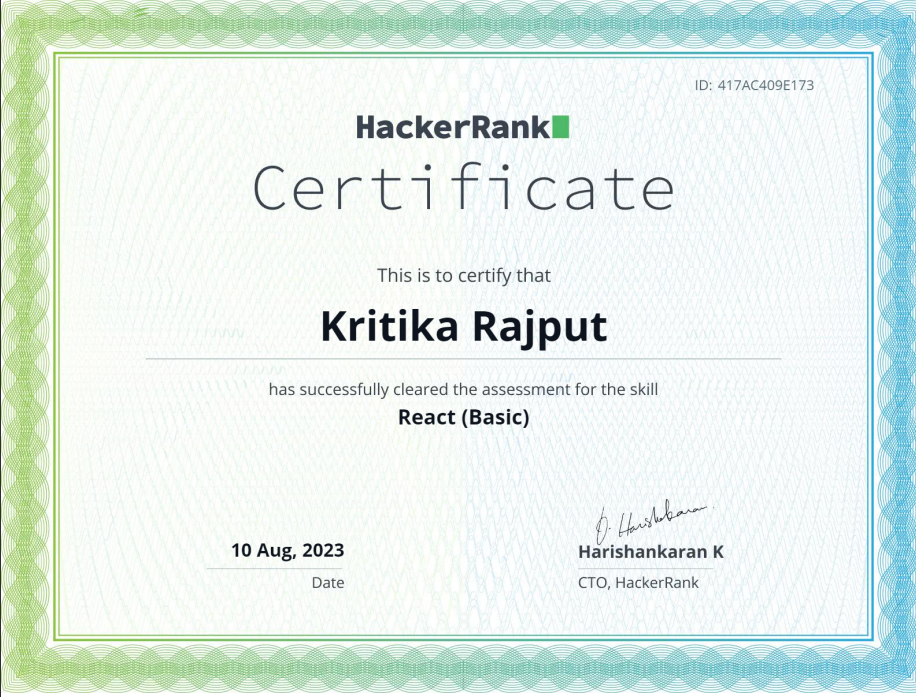 ID: 417AC409E173
HackerRank
Certificate
This is to certify that
Kritika Rajput
has successfully cleared the assessment for the skill
React (Basic)
10 Aug, 2023
Date
Harishankaran K
CTO, HackerRank